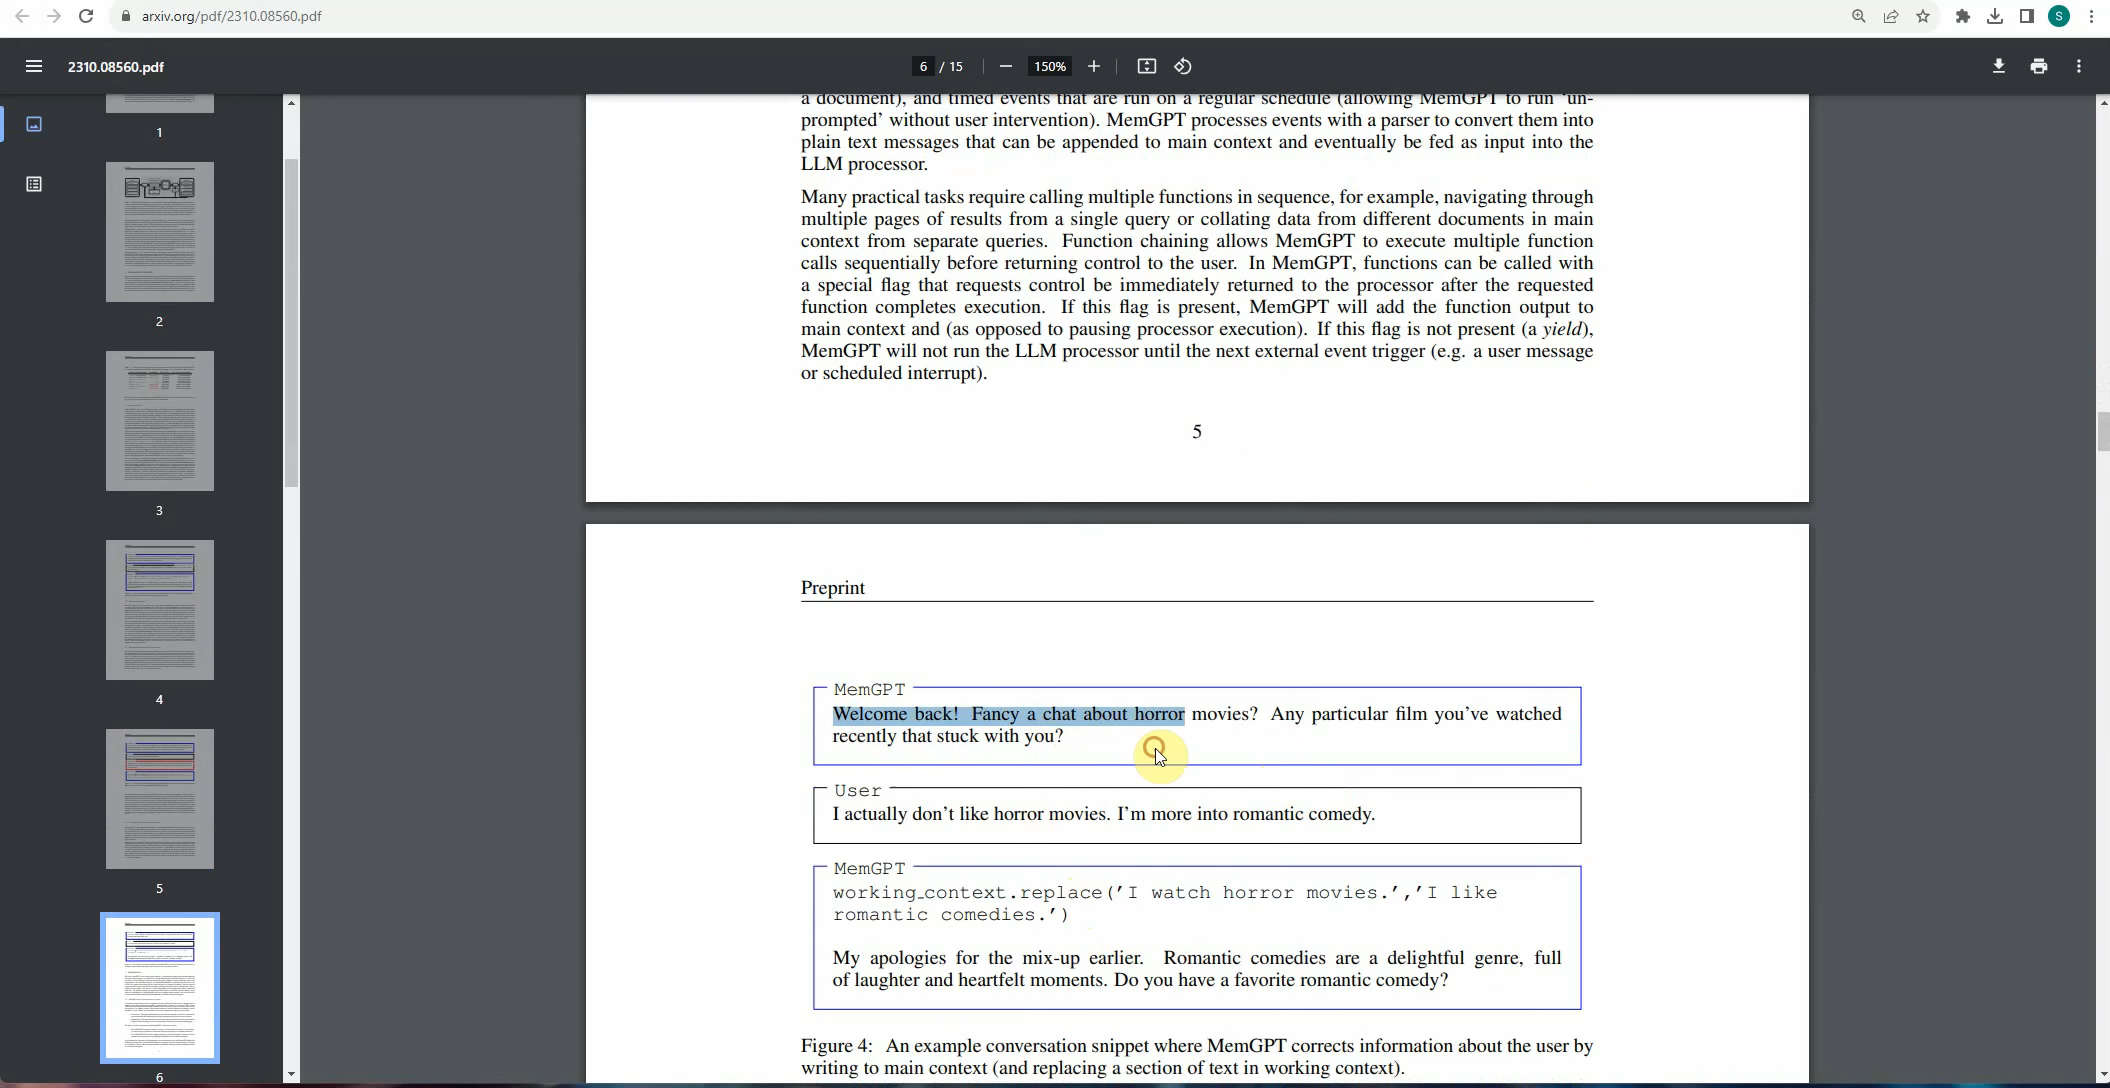 arxiv.org/pdf/2310.08560.pdf
S
2310.08560.pdf
6 / 15
150%
1
2
3
4
5
6
a document), and timed events that are run on a regular schedule (allowing MemGPT to run ‘un-
prompted’ without user intervention). MemGPT processes events with a parser to convert them into
plain text messages that can be appended to main context and eventually be fed as input into the
LLM processor.
Many practical tasks require calling multiple functions in sequence, for example, navigating through
multiple pages of results from a single query or collating data from different documents in main
context from separate queries. Function chaining allows MemGPT to execute multiple function
calls sequentially before returning control to the user. In MemGPT, functions can be called with
a special flag that requests control be immediately returned to the processor after the requested
function completes execution. If this flag is present, MemGPT will add the function output to
main context and (as opposed to pausing processor execution). If this flag is not present (a yield),
MemGPT will not run the LLM processor until the next external event trigger (e.g. a user message
or scheduled interrupt).
5
Preprint
MemGPT
Welcome back! Fancy a chat about horror movies? Any particular film you’ve watched
recently that stuck with you?
User
I actually don’t like horror movies. I’m more into romantic comedy.
MemGPT
working_context.replace(’I watch horror movies.’,’I like
romantic comedies.’)
My apologies for the mix-up earlier. Romantic comedies are a delightful genre, full
of laughter and heartfelt moments. Do you have a favorite romantic comedy?
Figure 4: An example conversation snippet where MemGPT corrects information about the user by
writing to main context (and replacing a section of text in working context).